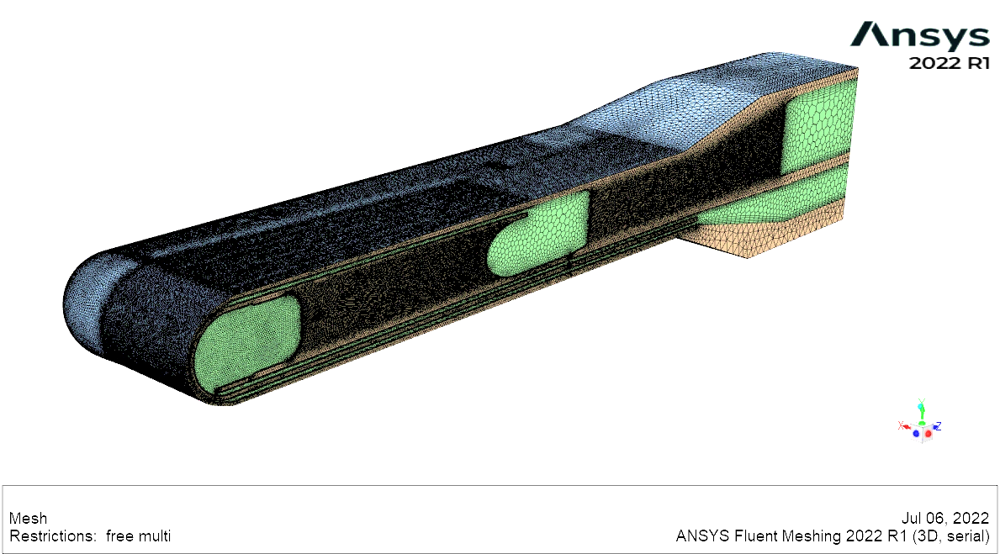 Ansys
2022 R1
Y
X
Z
Mesh
Jul 06, 2022
Restrictions: free multi
ANSYS Fluent Meshing 2022 R1 (3D, serial)